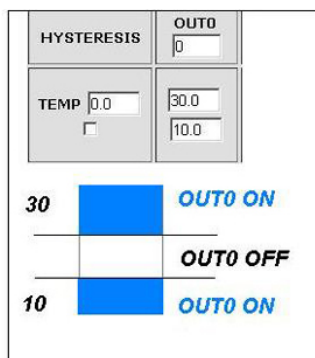 HYSTERESIS
OUT0
0
TEMP 0.0
30.0
10.0
30 OUT0 ON
OUT0 OFF
10 OUT0 ON